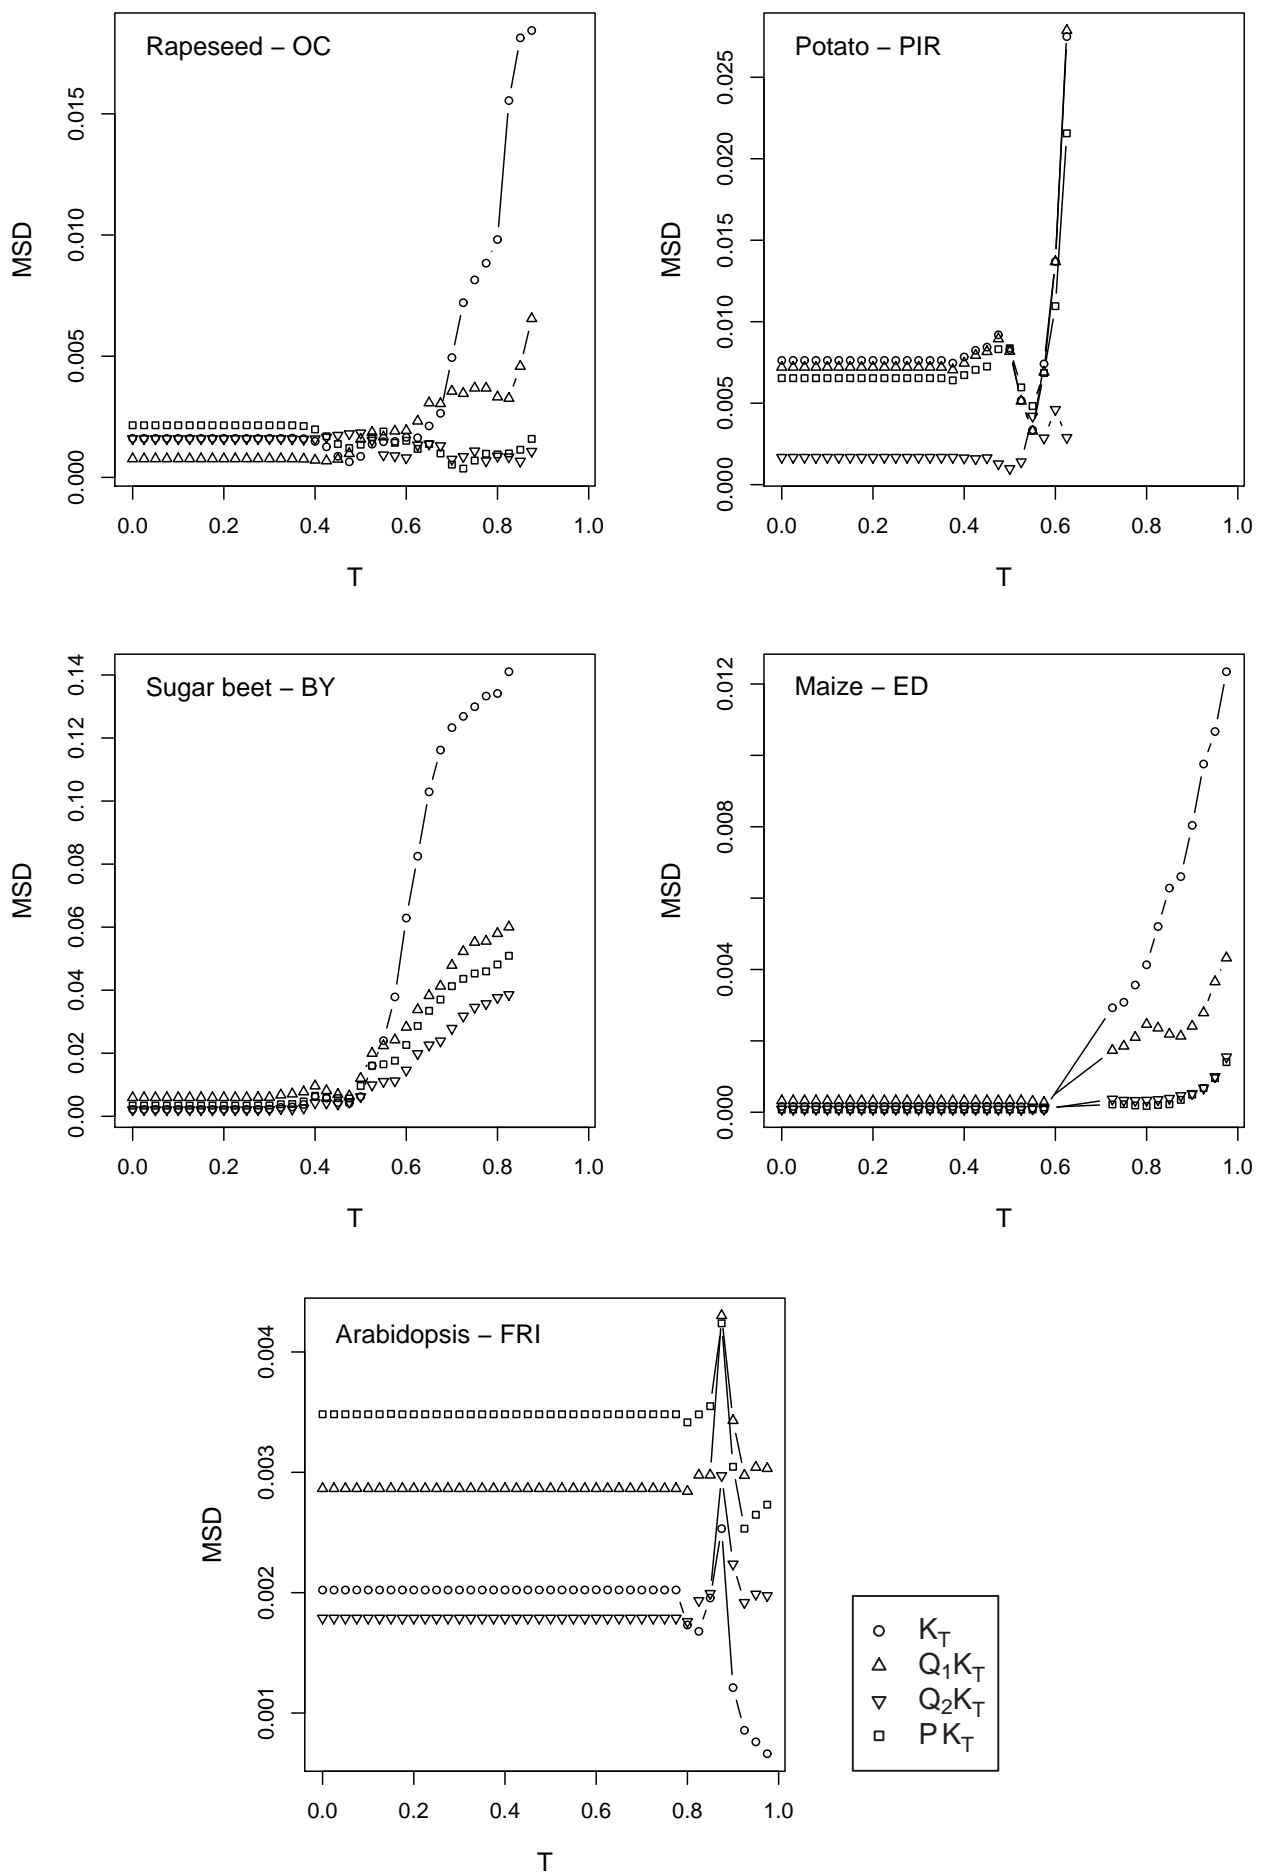 Rapeseed – OC
MSD
0.000 0.005 0.010 0.015
0.0 0.2 0.4 0.6 0.8 1.0
T
Potato – PIR
MSD
0.000 0.005 0.010 0.015 0.020 0.025
0.0 0.2 0.4 0.6 0.8 1.0
T
Sugar beet – BY
MSD
0.00 0.02 0.04 0.06 0.08 0.10 0.12 0.14
0.0 0.2 0.4 0.6 0.8 1.0
T
Maize – ED
MSD
0.000 0.004 0.008 0.012
0.0 0.2 0.4 0.6 0.8 1.0
T
Arabidopsis – FRI
MSD
0.001 0.002 0.003 0.004
0.0 0.2 0.4 0.6 0.8 1.0
T
K_T
Q_1K_T
Q_2K_T
P K_T